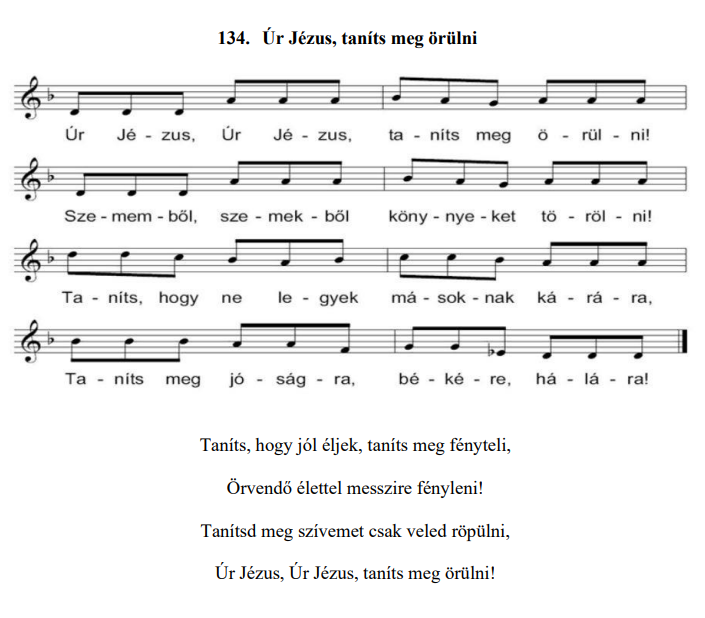 134. Úr Jézus, taníts meg örülni
Úr Jé - zus, Úr Jé - zus, ta - níts meg ö - rül - ni!
Sze - mem - ből, sze - mek - ből köny - nye - ket tö - röl - ni!
Ta - níts, hogy ne le - gyek má - sok - nak ká - rá - ra,
Ta - níts meg jó - ság - ra, bé - ké - re, há - lá - ra!
Taníts, hogy jól éljek, taníts meg fényteli,
Örvendő élettel messzire fényleni!
Tanítsd meg szívemet csak veled röpülni,
Úr Jézus, Úr Jézus, taníts meg örülni!